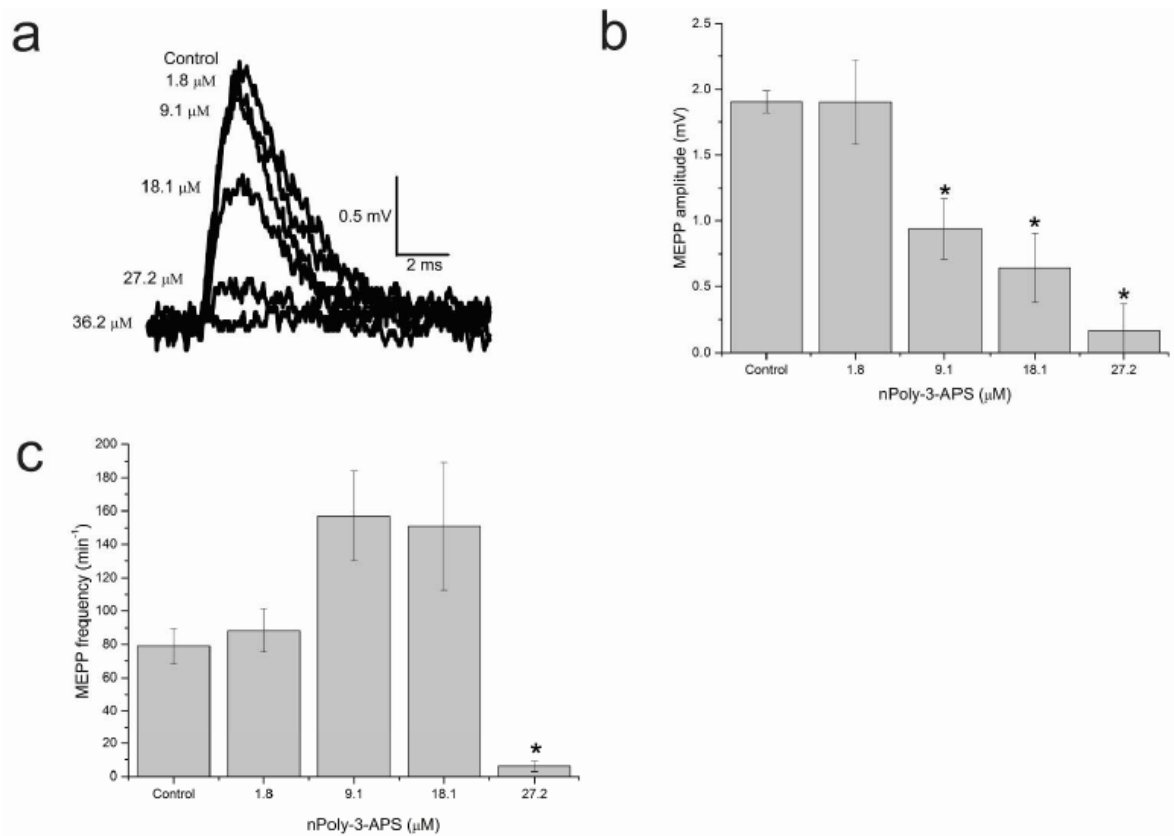 a
Control
1.8 μM
9.1 μM
18.1 μM
27.2 μM
36.2 μM
0.5 mV
2 ms
b
MEPP amplitude (mV)
2.5
2.0
1.5
1.0
0.5
0.0
*
*
*
Control 1.8 9.1 18.1 27.2
nPoly-3-APS (μM)
c
MEPP frequency (min⁻¹)
200
180
160
140
120
100
80
60
40
20
0
*
Control 1.8 9.1 18.1 27.2
nPoly-3-APS (μM)